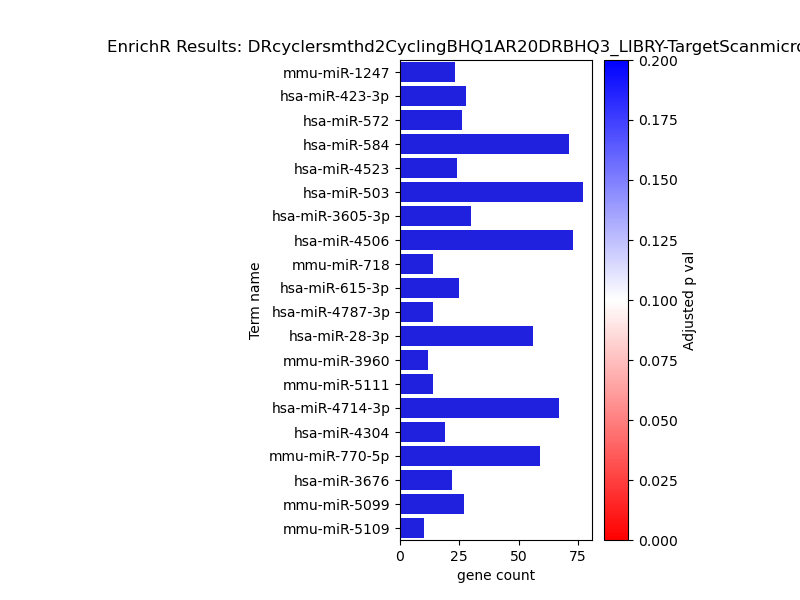 EnrichR Results: DRcyclersmthd2CyclingBHQ1AR20DRBHQ3_LIBRY-TargetScanmicro
mmu-miR-1247
hsa-miR-423-3p
hsa-miR-572
hsa-miR-584
hsa-miR-4523
hsa-miR-503
hsa-miR-3605-3p
hsa-miR-4506
mmu-miR-718
hsa-miR-615-3p
hsa-miR-4787-3p
hsa-miR-28-3p
mmu-miR-3960
mmu-miR-5111
hsa-miR-4714-3p
hsa-miR-4304
mmu-miR-770-5p
hsa-miR-3676
mmu-miR-5099
mmu-miR-5109
Term name
0 25 50 75
gene count
0.200
0.175
0.150
0.125
0.100
0.075
0.050
0.025
0.000
Adjusted p val